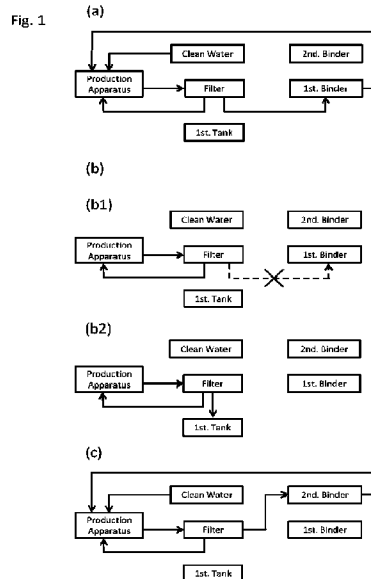 Fig. 1
(a)
Clean Water
2nd. Binder
Production
Apparatus
Filter
1st. Binder
1st. Tank
(b)
(b1)
Clean Water
2nd. Binder
Production
Apparatus
Filter
1st. Binder
1st. Tank
(b2)
Clean Water
2nd. Binder
Production
Apparatus
Filter
1st. Binder
1st. Tank
(c)
Clean Water
2nd. Binder
Production
Apparatus
Filter
1st. Binder
1st. Tank